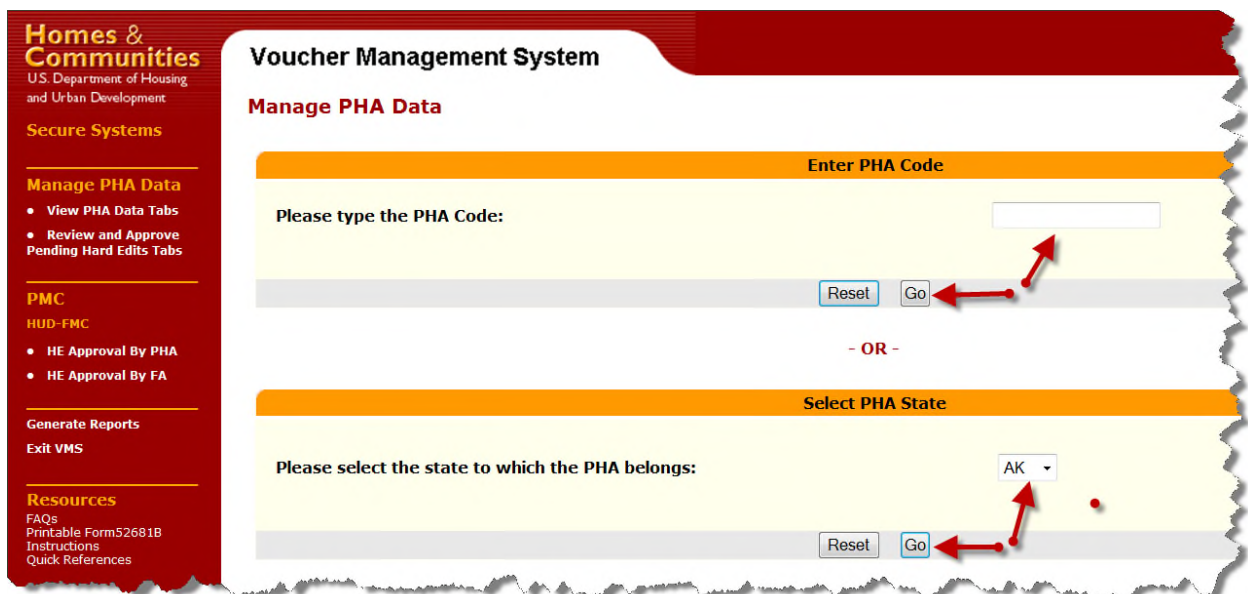 Homes &
Communities
U.S. Department of Housing
and Urban Development
Secure Systems
Manage PHA Data
• View PHA Data Tabs
• Review and Approve
Pending Hard Edits Tabs
PMC
HUD-FMC
• HE Approval By PHA
• HE Approval By FA
Generate Reports
Exit VMS
Resources
FAQs
Printable Form52681B
Instructions
Quick References
Voucher Management System
Manage PHA Data
Enter PHA Code
Please type the PHA Code:
Reset Go
- OR -
Select PHA State
Please select the state to which the PHA belongs: AK
Reset Go